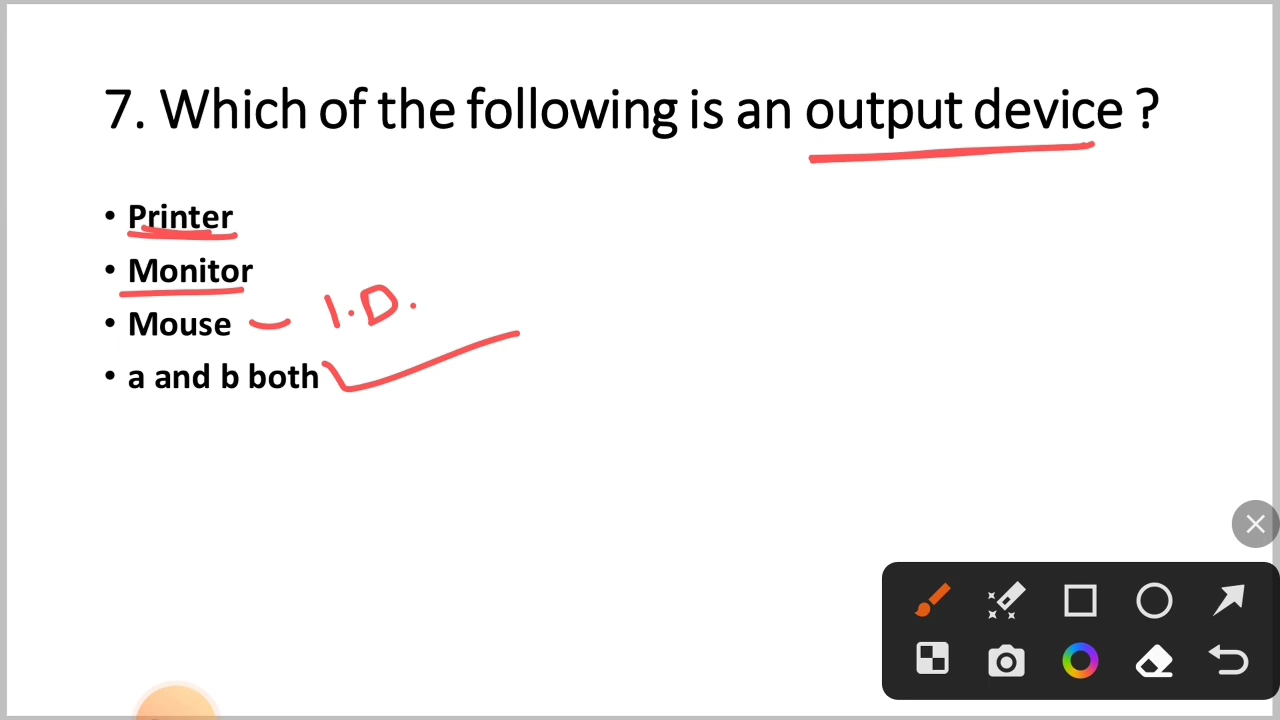 7. Which of the following is an output device ?
• Printer
• Monitor
• Mouse – I.D.
• a and b both